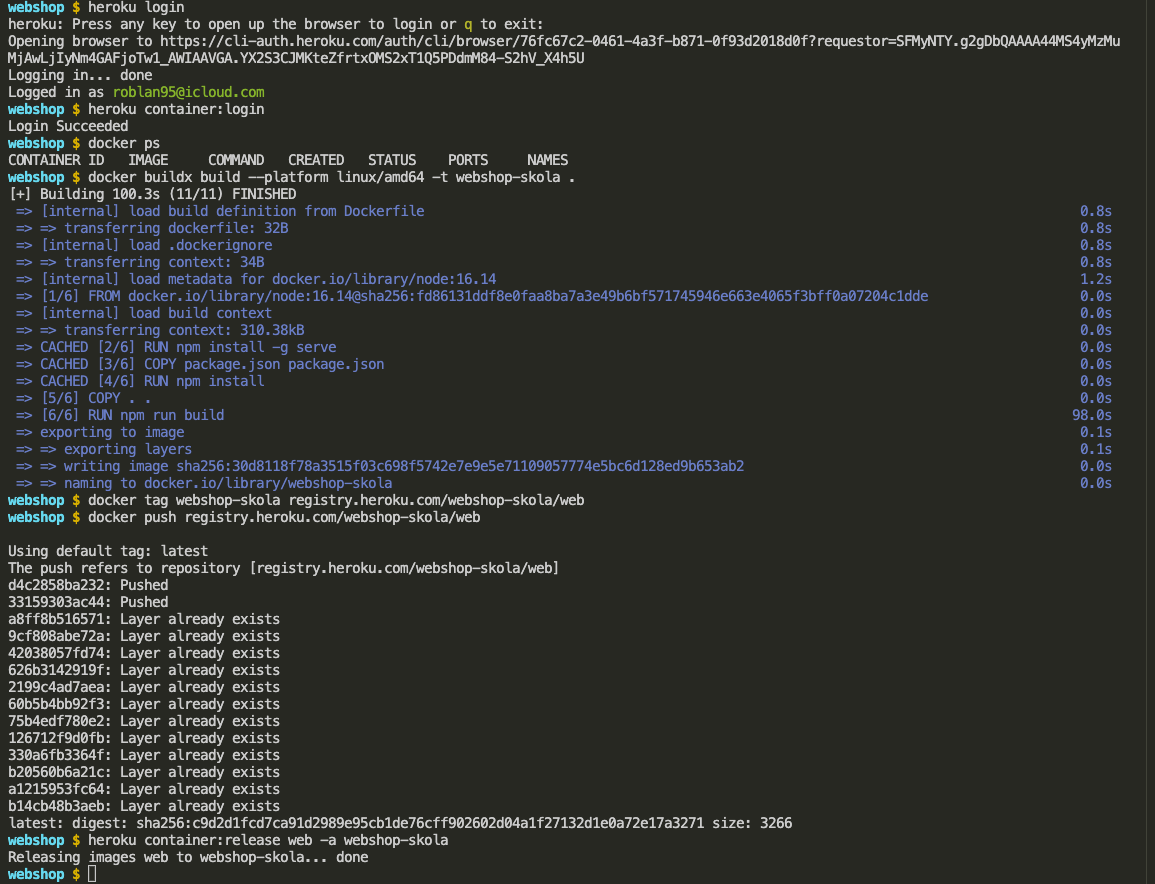 webshop $ heroku login
heroku: Press any key to open up the browser to login or q to exit:
Opening browser to https://cli-auth.heroku.com/auth/cli/browser/76fc67c2-0461-4a3f-b871-0f93d2018d0f?requestor=SFMyNTY.g2gDbQAAAA44MS4yMzMu
MjAwLjIyNm4GAFjoTw1_AWIAAVGA.YX2S3CJMKteZfrtxOMS2xT1Q5PDdmM84-S2hV_X4h5U
Logging in... done
Logged in as roblan95@icloud.com
webshop $ heroku container:login
Login Succeeded
webshop $ docker ps
CONTAINER ID   IMAGE     COMMAND   CREATED   STATUS    PORTS     NAMES
webshop $ docker buildx build --platform linux/amd64 -t webshop-skola .
[+] Building 100.3s (11/11) FINISHED
=> [internal] load build definition from Dockerfile 0.8s
=> => transferring dockerfile: 32B 0.8s
=> [internal] load .dockerignore 0.8s
=> => transferring context: 34B 0.8s
=> [internal] load metadata for docker.io/library/node:16.14 1.2s
=> [1/6] FROM docker.io/library/node:16.14@sha256:fd86131ddf8e0faa8ba7a3e49b6bf571745946e663e4065f3bff0a07204c1dde 0.0s
=> [internal] load build context 0.0s
=> => transferring context: 310.38kB 0.0s
=> CACHED [2/6] RUN npm install -g serve 0.0s
=> CACHED [3/6] COPY package.json package.json 0.0s
=> CACHED [4/6] RUN npm install 0.0s
=> [5/6] COPY . . 0.0s
=> [6/6] RUN npm run build 98.0s
=> exporting to image 0.1s
=> => exporting layers 0.1s
=> => writing image sha256:30d8118f78a3515f03c698f5742e7e9e5e71109057774e5bc6d128ed9b653ab2 0.0s
=> => naming to docker.io/library/webshop-skola 0.0s
webshop $ docker tag webshop-skola registry.heroku.com/webshop-skola/web
webshop $ docker push registry.heroku.com/webshop-skola/web
Using default tag: latest
The push refers to repository [registry.heroku.com/webshop-skola/web]
d4c2858ba232: Pushed
33159303ac44: Pushed
a8ff8b516571: Layer already exists
9cf808abe72a: Layer already exists
42038057fd74: Layer already exists
626b3142919f: Layer already exists
2199c4ad7aea: Layer already exists
60b5b4bb92f3: Layer already exists
75b4edf780e2: Layer already exists
126712f9d0fb: Layer already exists
330a6fb3364f: Layer already exists
b20560b6a21c: Layer already exists
a1215953fc64: Layer already exists
b14cb48b3aeb: Layer already exists
latest: digest: sha256:c9d2d1fcd7ca91d2989e95cb1de76cff902602d04a1f27132d1e0a72e17a3271 size: 3266
webshop $ heroku container:release web -a webshop-skola
Releasing images web to webshop-skola... done
webshop $